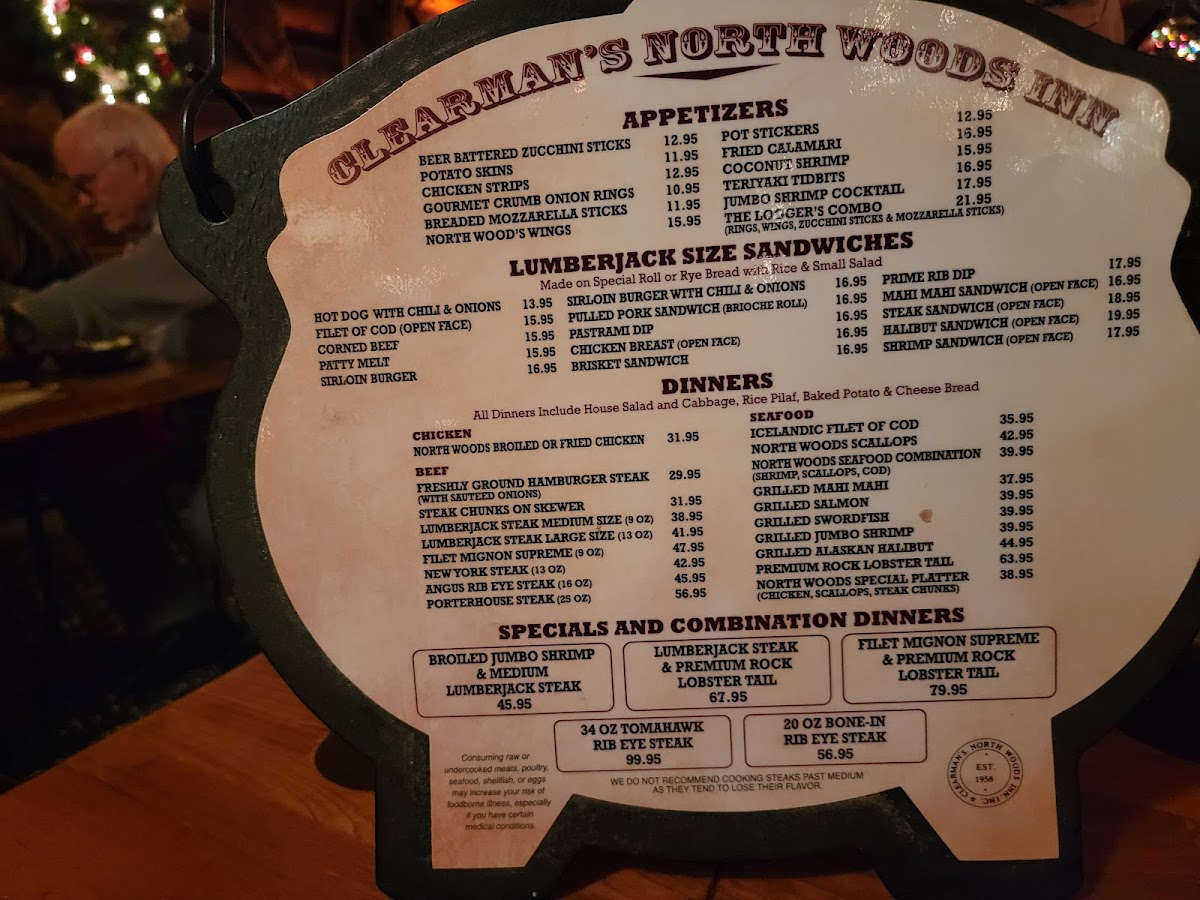 CLEARMAN'S NORTH WOODS INN
APPETIZERS
BEER BATTERED ZUCCHINI STICKS 12.95
POTATO SKINS 11.95
CHICKEN STRIPS 12.95
GOURMET CRUMB ONION RINGS 10.95
BREADED MOZZARELLA STICKS 11.95
NORTH WOOD'S WINGS 15.95
POT STICKERS 12.95
FRIED CALAMARI 16.95
COCONUT SHRIMP 15.95
TERIYAKI TIDBITS 16.95
JUMBO SHRIMP COCKTAIL 17.95
THE LOGGER'S COMBO 21.95
(RINGS, WINGS, ZUCCHINI STICKS & MOZZARELLA STICKS)
LUMBERJACK SIZE SANDWICHES
Made on Special Roll or Rye Bread with Rice & Small Salad
HOT DOG WITH CHILI & ONIONS 13.95
FILET OF COD (OPEN FACE) 15.95
CORNED BEEF 15.95
PATTY MELT 15.95
SIRLOIN BURGER 16.95
SIRLOIN BURGER WITH CHILI & ONIONS 16.95
PULLED PORK SANDWICH (BRIOCHE ROLL) 16.95
PASTRAMI DIP 16.95
CHICKEN BREAST (OPEN FACE) 16.95
BRISKET SANDWICH 16.95
PRIME RIB DIP 17.95
MAHI MAHI SANDWICH (OPEN FACE) 16.95
STEAK SANDWICH (OPEN FACE) 18.95
HALIBUT SANDWICH (OPEN FACE) 19.95
SHRIMP SANDWICH (OPEN FACE) 17.95
DINNERS
All Dinners Include House Salad and Cabbage, Rice Pilaf, Baked Potato & Cheese Bread
CHICKEN
NORTH WOODS BROILED OR FRIED CHICKEN 31.95
BEEF
FRESHLY GROUND HAMBURGER STEAK 29.95
(WITH SAUTEED ONIONS)
STEAK CHUNKS ON SKEWER 31.95
LUMBERJACK STEAK MEDIUM SIZE (9 OZ) 38.95
LUMBERJACK STEAK LARGE SIZE (13 OZ) 41.95
FILET MIGNON SUPREME (9 OZ) 47.95
NEW YORK STEAK (13 OZ) 42.95
ANGUS RIB EYE STEAK (16 OZ) 45.95
PORTERHOUSE STEAK (25 OZ) 56.95
SEAFOOD
ICELANDIC FILET OF COD 35.95
NORTH WOODS SCALLOPS 42.95
NORTH WOODS SEAFOOD COMBINATION 39.95
(SHRIMP, SCALLOPS, COD)
GRILLED MAHI MAHI 37.95
GRILLED SALMON 39.95
GRILLED SWORDFISH 39.95
GRILLED JUMBO SHRIMP 39.95
GRILLED ALASKAN HALIBUT 44.95
PREMIUM ROCK LOBSTER TAIL 63.95
NORTH WOODS SPECIAL PLATTER 38.95
(CHICKEN, SCALLOPS, STEAK CHUNKS)
SPECIALS AND COMBINATION DINNERS
BROILED JUMBO SHRIMP
& MEDIUM
LUMBERJACK STEAK
45.95
LUMBERJACK STEAK
& PREMIUM ROCK
LOBSTER TAIL
67.95
FILET MIGNON SUPREME
& PREMIUM ROCK
LOBSTER TAIL
79.95
34 OZ TOMAHAWK
RIB EYE STEAK
99.95
20 OZ BONE-IN
RIB EYE STEAK
56.95
Consuming raw or
undercooked meats, poultry,
seafood, shellfish, or eggs
may increase your risk of
foodborne illness, especially
if you have certain
medical conditions.
WE DO NOT RECOMMEND COOKING STEAKS PAST MEDIUM
AS THEY TEND TO LOSE THEIR FLAVOR.
CLEARMAN'S NORTH WOODS INN, INC.
EST.
1958